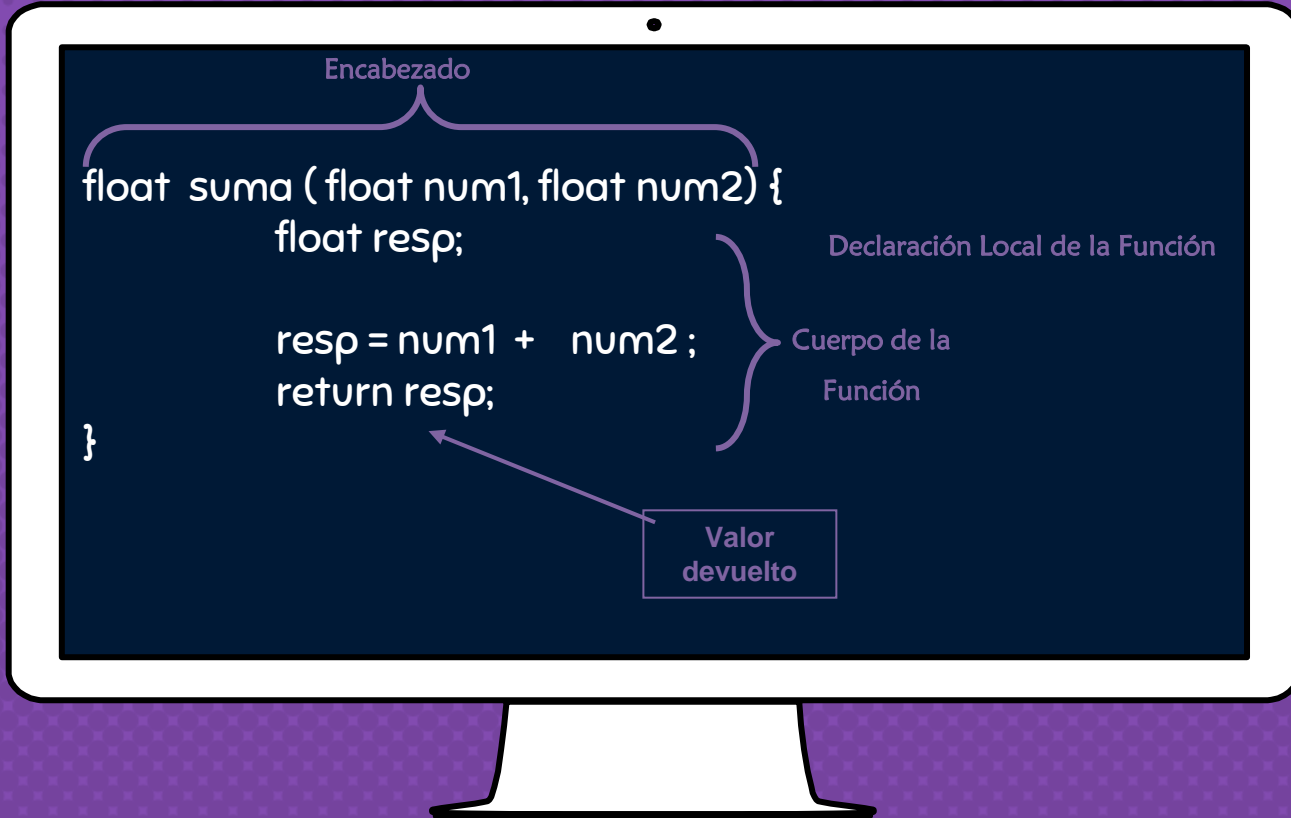 Encabezado
float suma ( float num1, float num2) {
float resp;
Declaración Local de la Función
resp = num1 + num2 ;
Cuerpo de la
Función
return resp;
}
Valor
devuelto